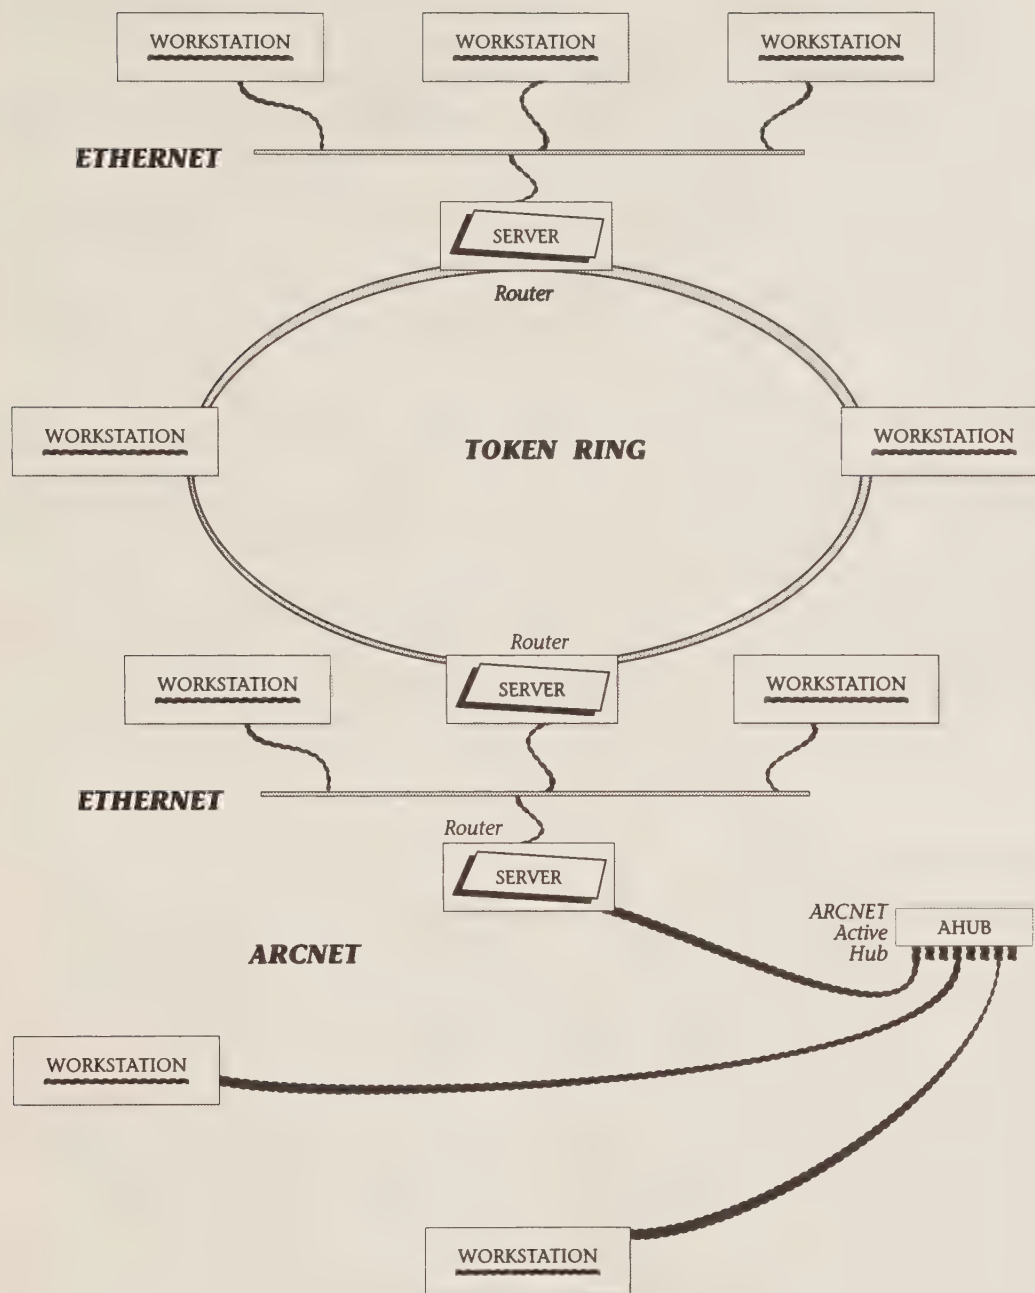 WORKSTATION
WORKSTATION
WORKSTATION
ETHERNET
SERVER
Router
WORKSTATION
TOKEN RING
WORKSTATION
Router
WORKSTATION
SERVER
WORKSTATION
ETHERNET
Router
SERVER
ARCNET
Active
Hub
AHUB
ARCNET
WORKSTATION
WORKSTATION